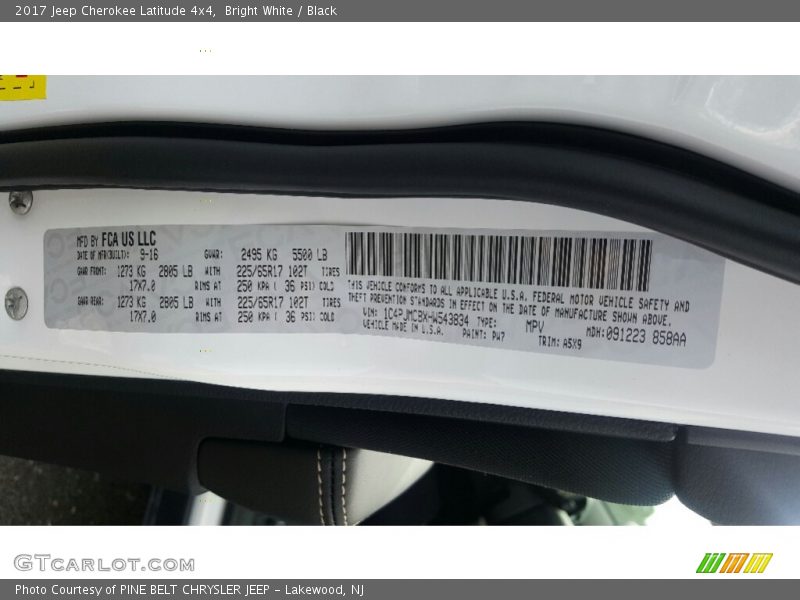 2017 Jeep Cherokee Latitude 4x4, Bright White / Black
MFD BY FCA US LLC
DATE OF MFR(BUILT): 9-16 GVWR: 2495 KG 5500 LB
GAWR FRONT: 1273 KG 2805 LB WITH 225/65R17 102T TIRES
17X7.0 RIMS AT 250 KPA ( 36 PSI) COLD
GAWR REAR: 1273 KG 2805 LB WITH 225/65R17 102T TIRES
17X7.0 RIMS AT 250 KPA ( 36 PSI) COLD
THIS VEHICLE CONFORMS TO ALL APPLICABLE U.S.A. FEDERAL MOTOR VEHICLE SAFETY AND
THEFT PREVENTION STANDARDS IN EFFECT ON THE DATE OF MANUFACTURE SHOWN ABOVE.
VIN: 1C4PJMCBXHW543834 TYPE: MPV MDH: 091223 858AA
VEHICLE MADE IN U.S.A. PAINT: PW7 TRIM: A5X9
GTCarLot.com
Photo Courtesy of PINE BELT CHRYSLER JEEP - Lakewood, NJ